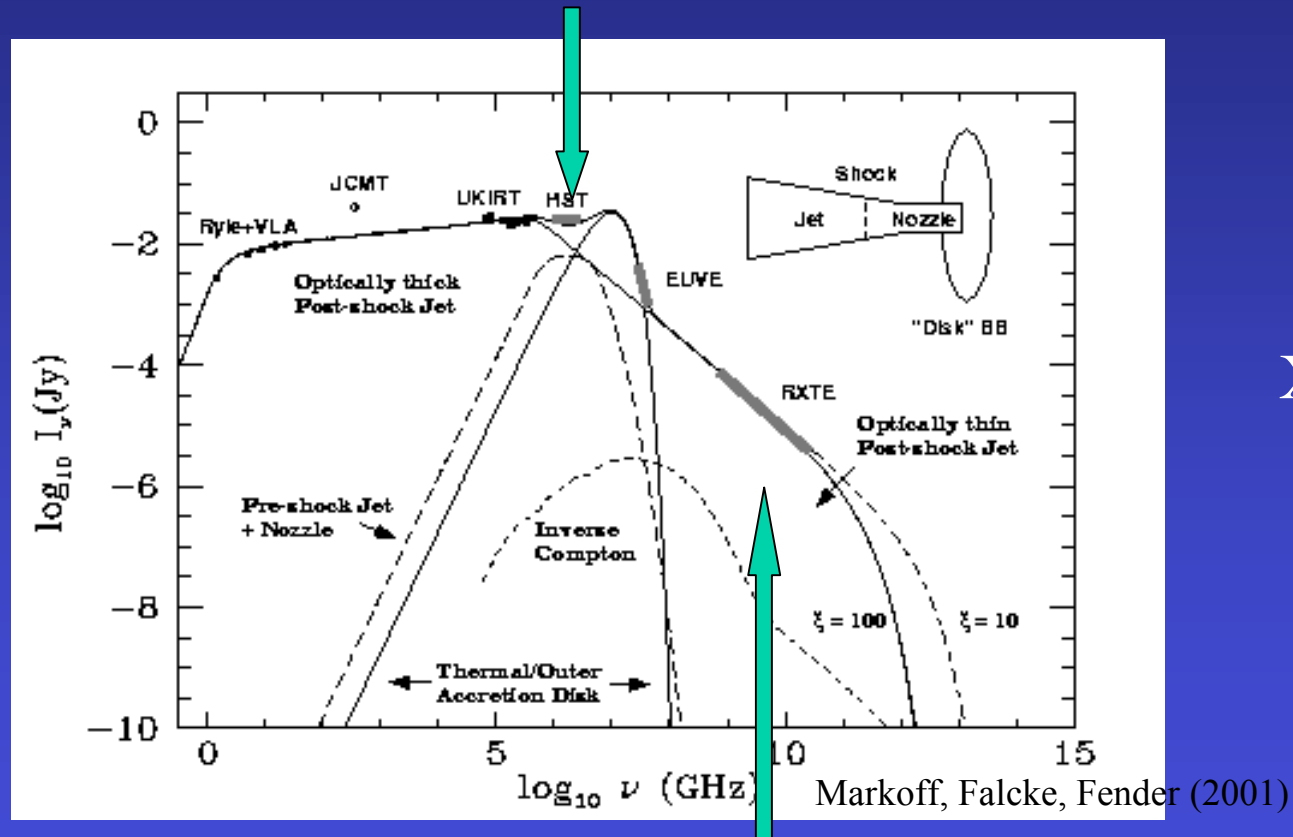 0
−2
−4
−6
−8
−10
log₁₀ Iᵥ(Jy)
JCMT
UKIRT
HST
Ryle+VLA
Optically thick
Post-shock Jet
EUVE
Shock
Jet
Nozzle
"Disk" BB
RXTE
Optically thin
Post-shock Jet
Pre-shock Jet
+ Nozzle
Inverse
Compton
ξ = 100
ξ = 10
Thermal/Outer
Accretion Disk
0
5
10
15
log₁₀ ν (GHz)
Markoff, Falcke, Fender (2001)